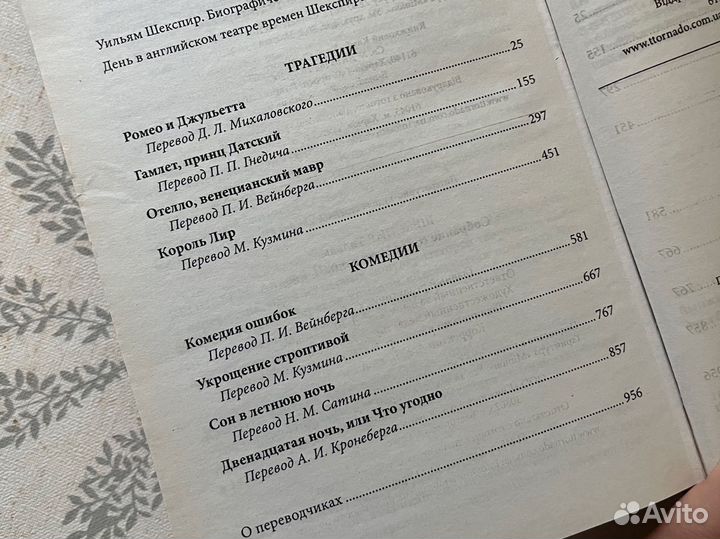 Уильям Шекспир.
День в английском театре времен Шекспира
ТРАГЕДИИ
Ромео и Джульетта
Перевод Д. Л. Михаловского 25
Гамлет, принц Датский
Перевод П. П. Гнедича 155
Отелло, венецианский мавр
Перевод П. И. Вейнберга 297
Король Лир
Перевод М. Кузмина 451
КОМЕДИИ
Комедия ошибок
Перевод П. И. Вейнберга 581
Укрощение строптивой
Перевод М. Кузмина 667
Сон в летнюю ночь
Перевод Н. М. Сатина 767
Двенадцатая ночь, или Что угодно
Перевод А. И. Кронеберга 857
О переводчиках 956
www.ttornado.com.ua
Avito